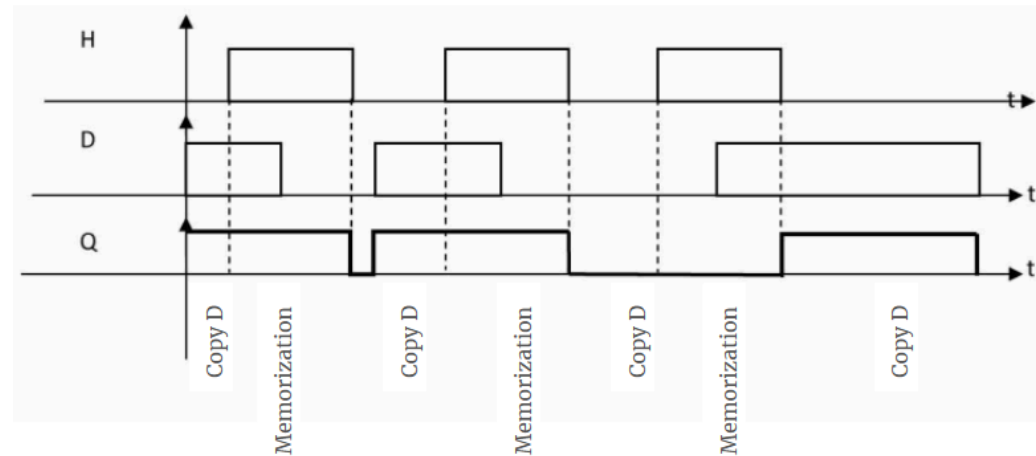 H
t
D
t
Q
t
Copy D
Memorization
Copy D
Memorization
Copy D
Memorization
Copy D